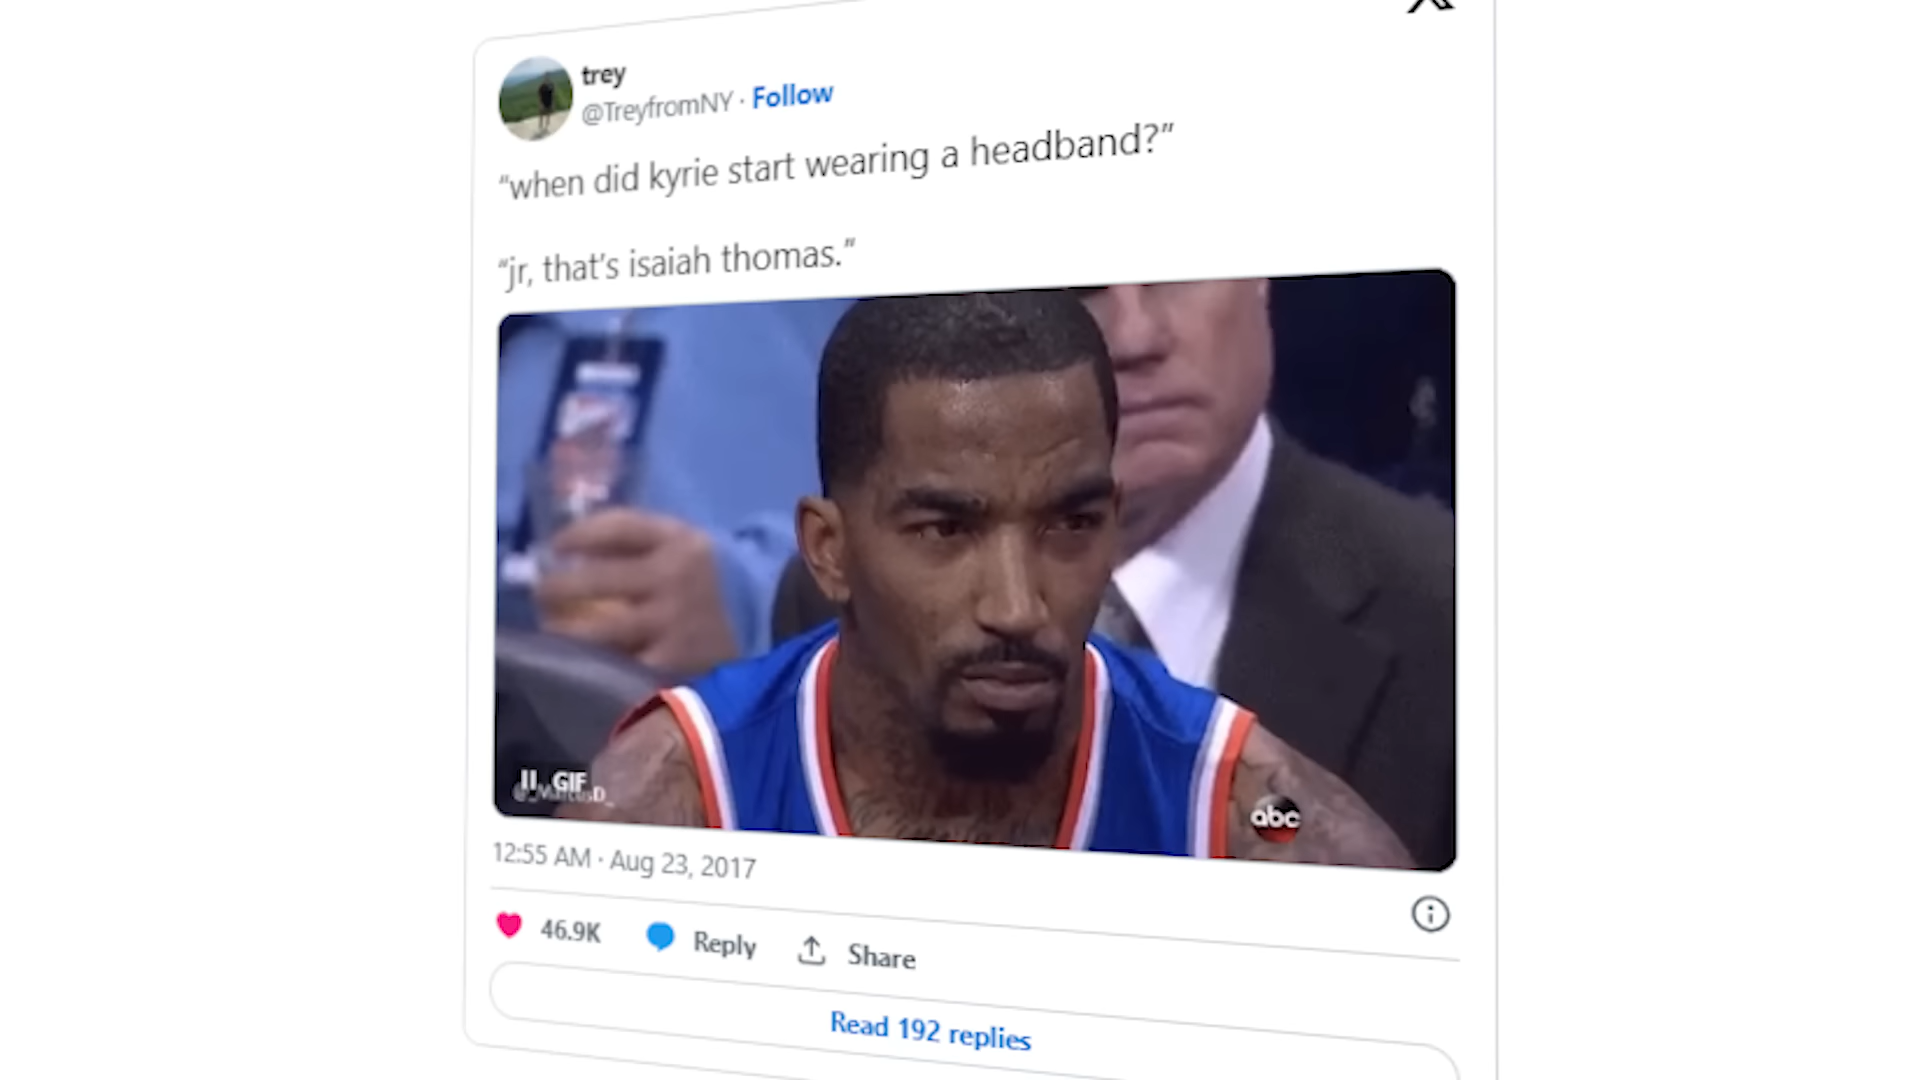 trey
@TreyfromNY · Follow
“when did kyrie start wearing a headband?”
“jr, that's isaiah thomas.”
GIF
abc
12:55 AM · Aug 23, 2017
46.9K Reply Share
Read 192 replies